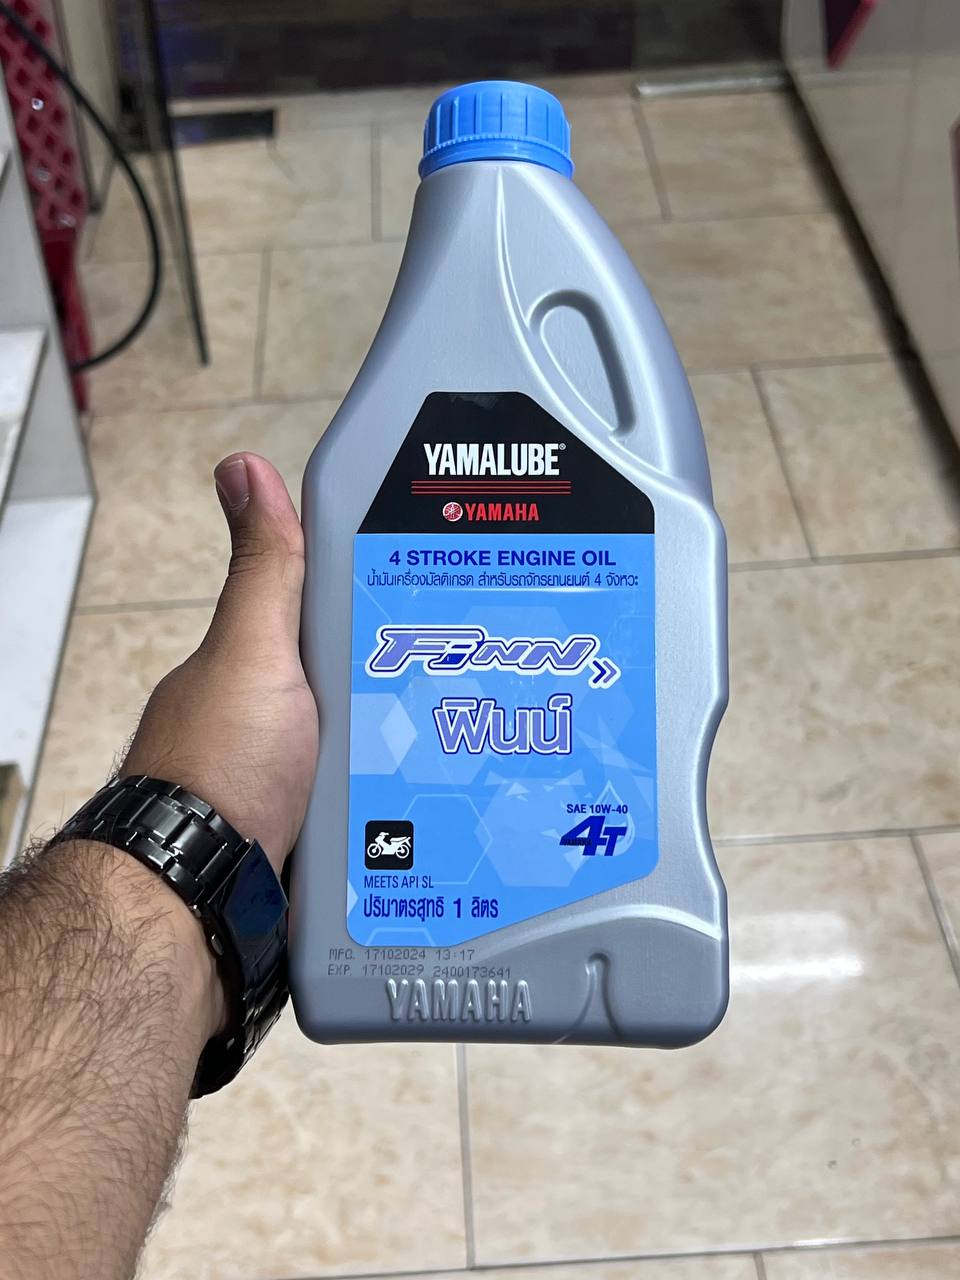 YAMALUBE®
YAMAHA
4 STROKE ENGINE OIL
น้ำมันเครื่องมัลติเกรด สำหรับรถจักรยานยนต์ 4 จังหวะ
FiNN
ฟินน์
SAE 10W-40
YAMALUBE 4T
MEETS API SL
ปริมาตรสุทธิ 1 ลิตร
MFG. 17102024 13:17
EXP. 17102029 2400173641
YAMAHA